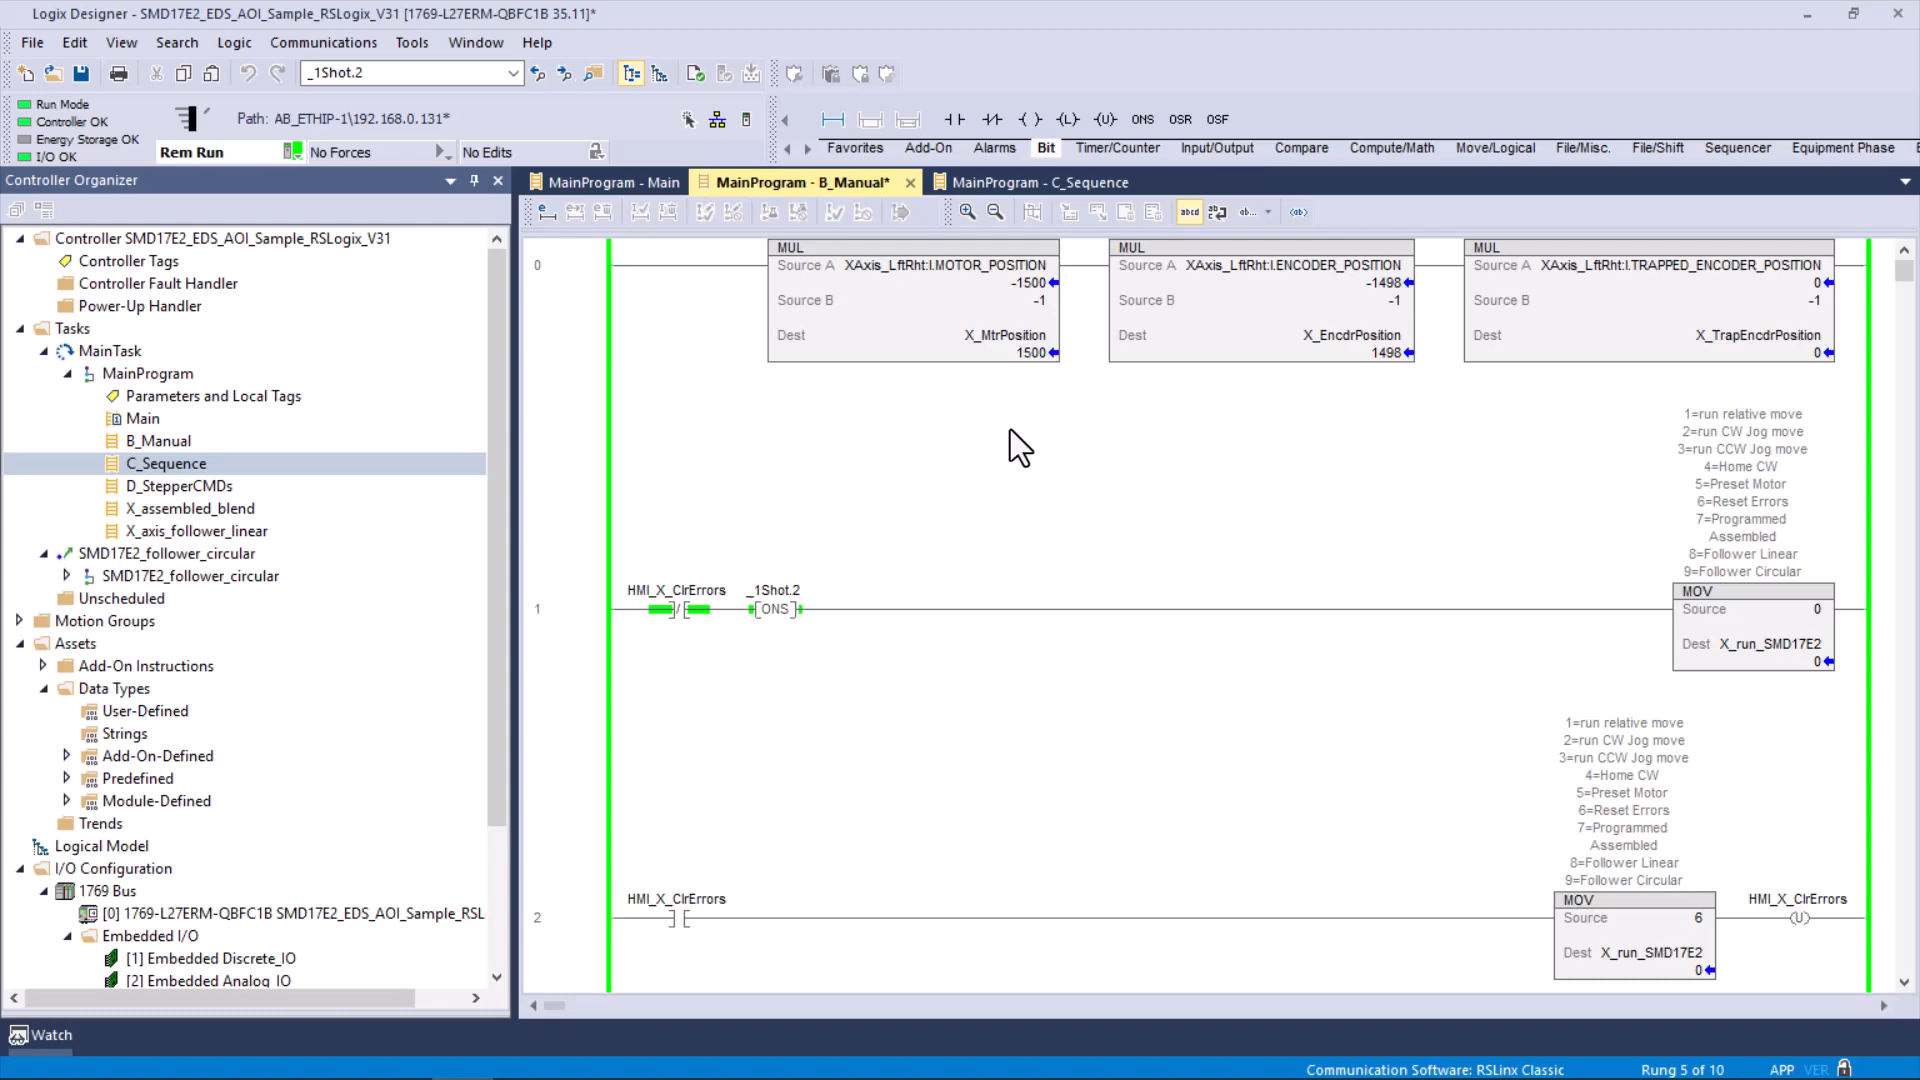 Logix Designer - SMD17E2_EDS_AOI_Sample_RSLogix_V31 [1769-L27ERM-QBFC1B 35.11]*
File Edit View Search Logic Communications Tools Window Help
_1Shot.2
Run Mode
Controller OK
Energy Storage OK
I/O OK
Path: AB_ETHIP-1\192.168.0.131*
Rem Run No Forces No Edits
ONS OSR OSF
Favorites Add-On Alarms Bit Timer/Counter Input/Output Compare Compute/Math Move/Logical File/Misc. File/Shift Sequencer Equipment Phase
Controller Organizer
MainProgram - Main MainProgram - B_Manual* MainProgram - C_Sequence
Controller SMD17E2_EDS_AOI_Sample_RSLogix_V31
Controller Tags
Controller Fault Handler
Power-Up Handler
Tasks
MainTask
MainProgram
Parameters and Local Tags
Main
B_Manual
C_Sequence
D_StepperCMDs
X_assembled_blend
X_axis_follower_linear
SMD17E2_follower_circular
SMD17E2_follower_circular
Unscheduled
Motion Groups
Assets
Add-On Instructions
Data Types
User-Defined
Strings
Add-On-Defined
Predefined
Module-Defined
Trends
Logical Model
I/O Configuration
1769 Bus
[0] 1769-L27ERM-QBFC1B SMD17E2_EDS_AOI_Sample_RSL
Embedded I/O
[1] Embedded Discrete_IO
[2] Embedded Analog_IO
abcd
ab...
0
MUL
Source A XAxis_LftRht:I.MOTOR_POSITION
-1500
Source B -1
Dest X_MtrPosition
1500
MUL
Source A XAxis_LftRht:I.ENCODER_POSITION
-1498
Source B -1
Dest X_EncdrPosition
1498
MUL
Source A XAxis_LftRht:I.TRAPPED_ENCODER_POSITION
0
Source B -1
Dest X_TrapEncdrPosition
0
1=run relative move
2=run CW Jog move
3=run CCW Jog move
4=Home CW
5=Preset Motor
6=Reset Errors
7=Programmed
Assembled
8=Follower Linear
9=Follower Circular
1
HMI_X_ClrErrors _1Shot.2
ONS
MOV
Source 0
Dest X_run_SMD17E2
0
1=run relative move
2=run CW Jog move
3=run CCW Jog move
4=Home CW
5=Preset Motor
6=Reset Errors
7=Programmed
Assembled
8=Follower Linear
9=Follower Circular
2
HMI_X_ClrErrors
MOV
Source 6
Dest X_run_SMD17E2
0
HMI_X_ClrErrors
U
Watch
Communication Software: RSLinx Classic Rung 5 of 10 APP VER